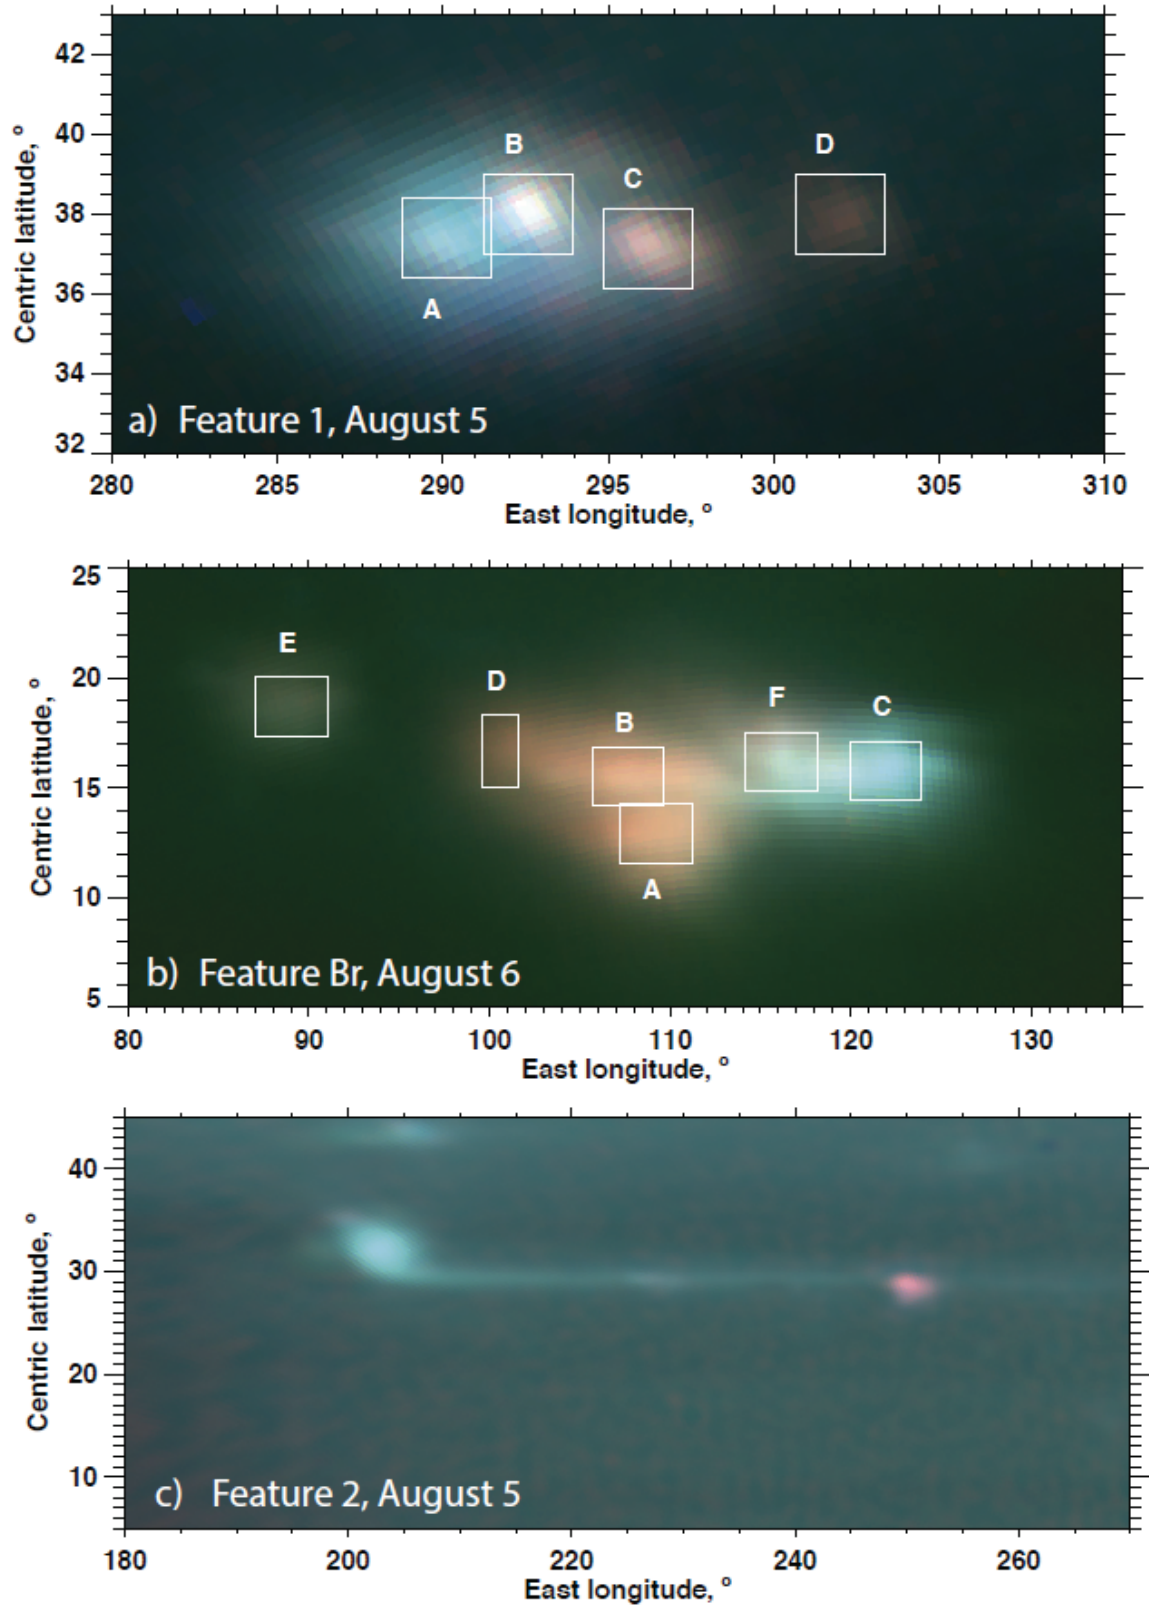 42
40
38
36
34
32
Centric latitude, °
A
B
C
D
a) Feature 1, August 5
280 285 290 295 300 305 310
East longitude, °
25
20
15
10
5
Centric latitude, °
E
D
B
A
F
C
b) Feature Br, August 6
80 90 100 110 120 130
East longitude, °
40
30
20
10
Centric latitude, °
c) Feature 2, August 5
180 200 220 240 260
East longitude, °